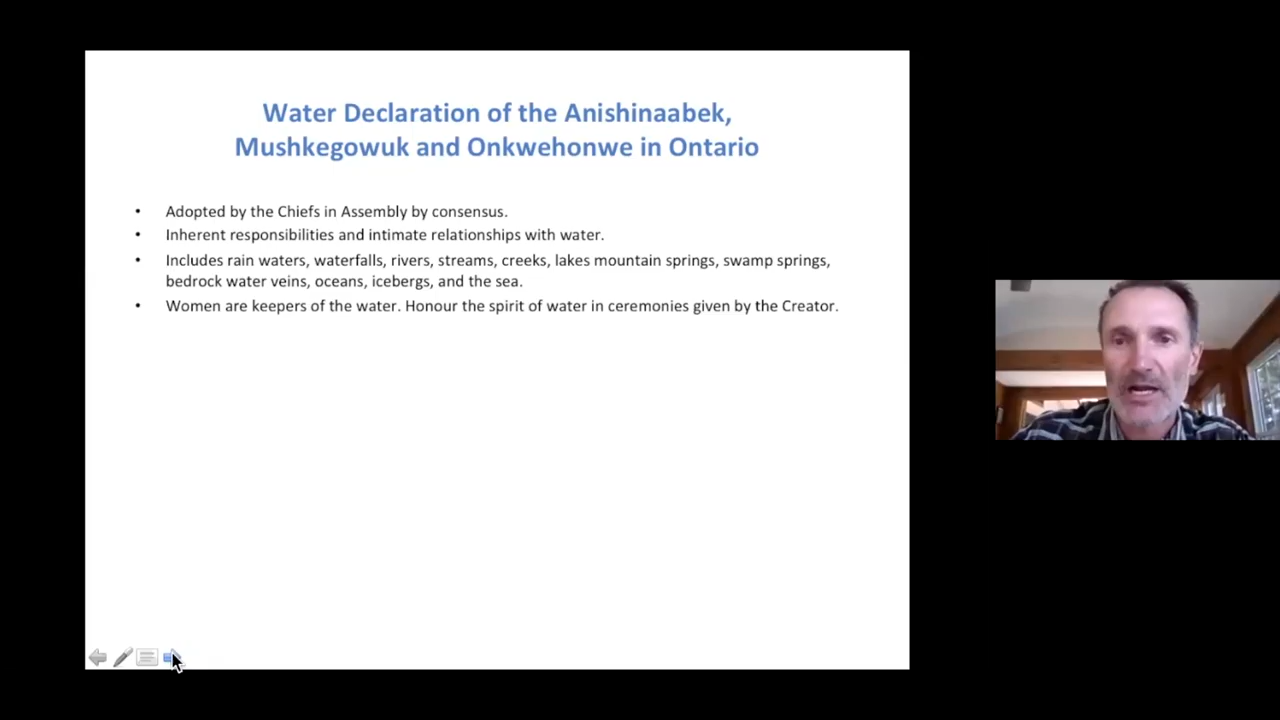 Water Declaration of the Anishinaabek,
Mushkegowuk and Onkwehonwe in Ontario
• Adopted by the Chiefs in Assembly by consensus.
• Inherent responsibilities and intimate relationships with water.
• Includes rain waters, waterfalls, rivers, streams, creeks, lakes mountain springs, swamp springs,
bedrock water veins, oceans, icebergs, and the sea.
• Women are keepers of the water. Honour the spirit of water in ceremonies given by the Creator.